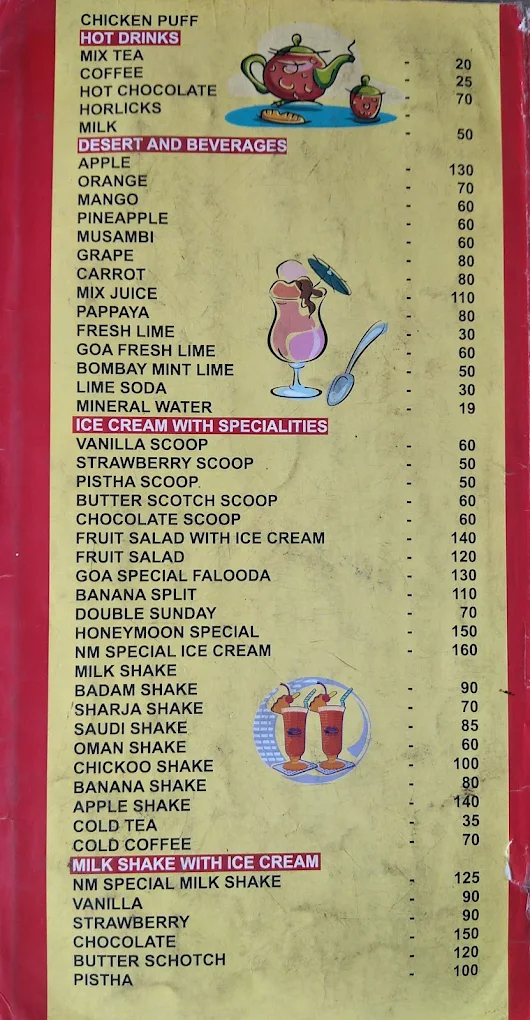 CHICKEN PUFF
HOT DRINKS
MIX TEA - 20
COFFEE - 25
HOT CHOCOLATE - 70
HORLICKS -
MILK - 50
DESERT AND BEVERAGES
APPLE - 130
ORANGE - 70
MANGO - 60
PINEAPPLE - 60
MUSAMBI - 60
GRAPE - 80
CARROT - 80
MIX JUICE - 110
PAPPAYA - 80
FRESH LIME - 30
GOA FRESH LIME - 60
BOMBAY MINT LIME - 50
LIME SODA - 30
MINERAL WATER - 19
ICE CREAM WITH SPECIALITIES
VANILLA SCOOP - 60
STRAWBERRY SCOOP - 50
PISTHA SCOOP. - 50
BUTTER SCOTCH SCOOP - 60
CHOCOLATE SCOOP - 60
FRUIT SALAD WITH ICE CREAM - 140
FRUIT SALAD - 120
GOA SPECIAL FALOODA - 130
BANANA SPLIT - 110
DOUBLE SUNDAY - 70
HONEYMOON SPECIAL - 150
NM SPECIAL ICE CREAM - 160
MILK SHAKE
BADAM SHAKE - 90
SHARJA SHAKE - 70
SAUDI SHAKE - 85
OMAN SHAKE - 60
CHICKOO SHAKE - 100
BANANA SHAKE - 80
APPLE SHAKE - 140
COLD TEA - 35
COLD COFFEE - 70
MILK SHAKE WITH ICE CREAM
NM SPECIAL MILK SHAKE - 125
VANILLA - 90
STRAWBERRY - 90
CHOCOLATE - 150
BUTTER SCHOTCH - 120
PISTHA - 100